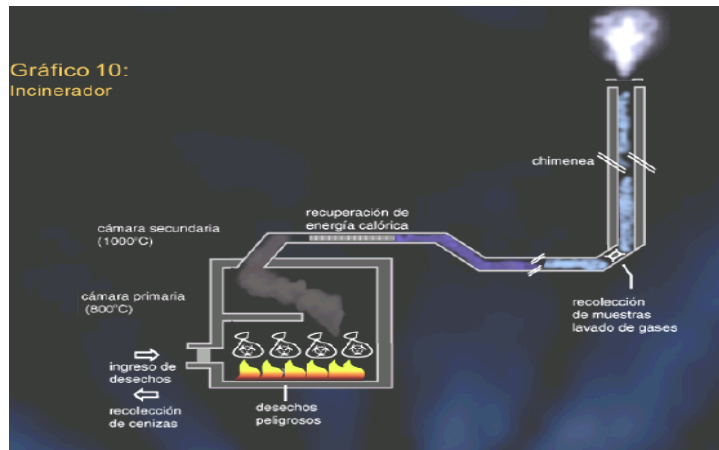 Gráfico 10:
Incinerador
chimenea
recuperación de
energía calórica
cámara secundaria
(1000°C)
cámara primaria
(800°C)
recolección
de muestras
lavado de gases
ingreso de
desechos
recolección
de cenizas
desechos
peligrosos